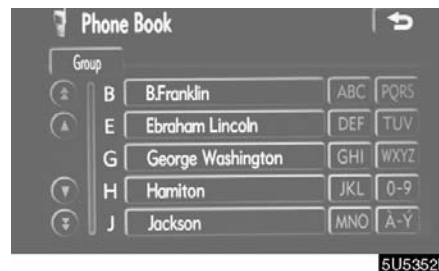 Phone Book
Group
B B.Franklin ABC PQRS
E Ebraham Lincoln DEF TUV
G George Washington GHI WXYZ
H Hamiton JKL 0-9
J Jackson MNO À-Ý
5U5352